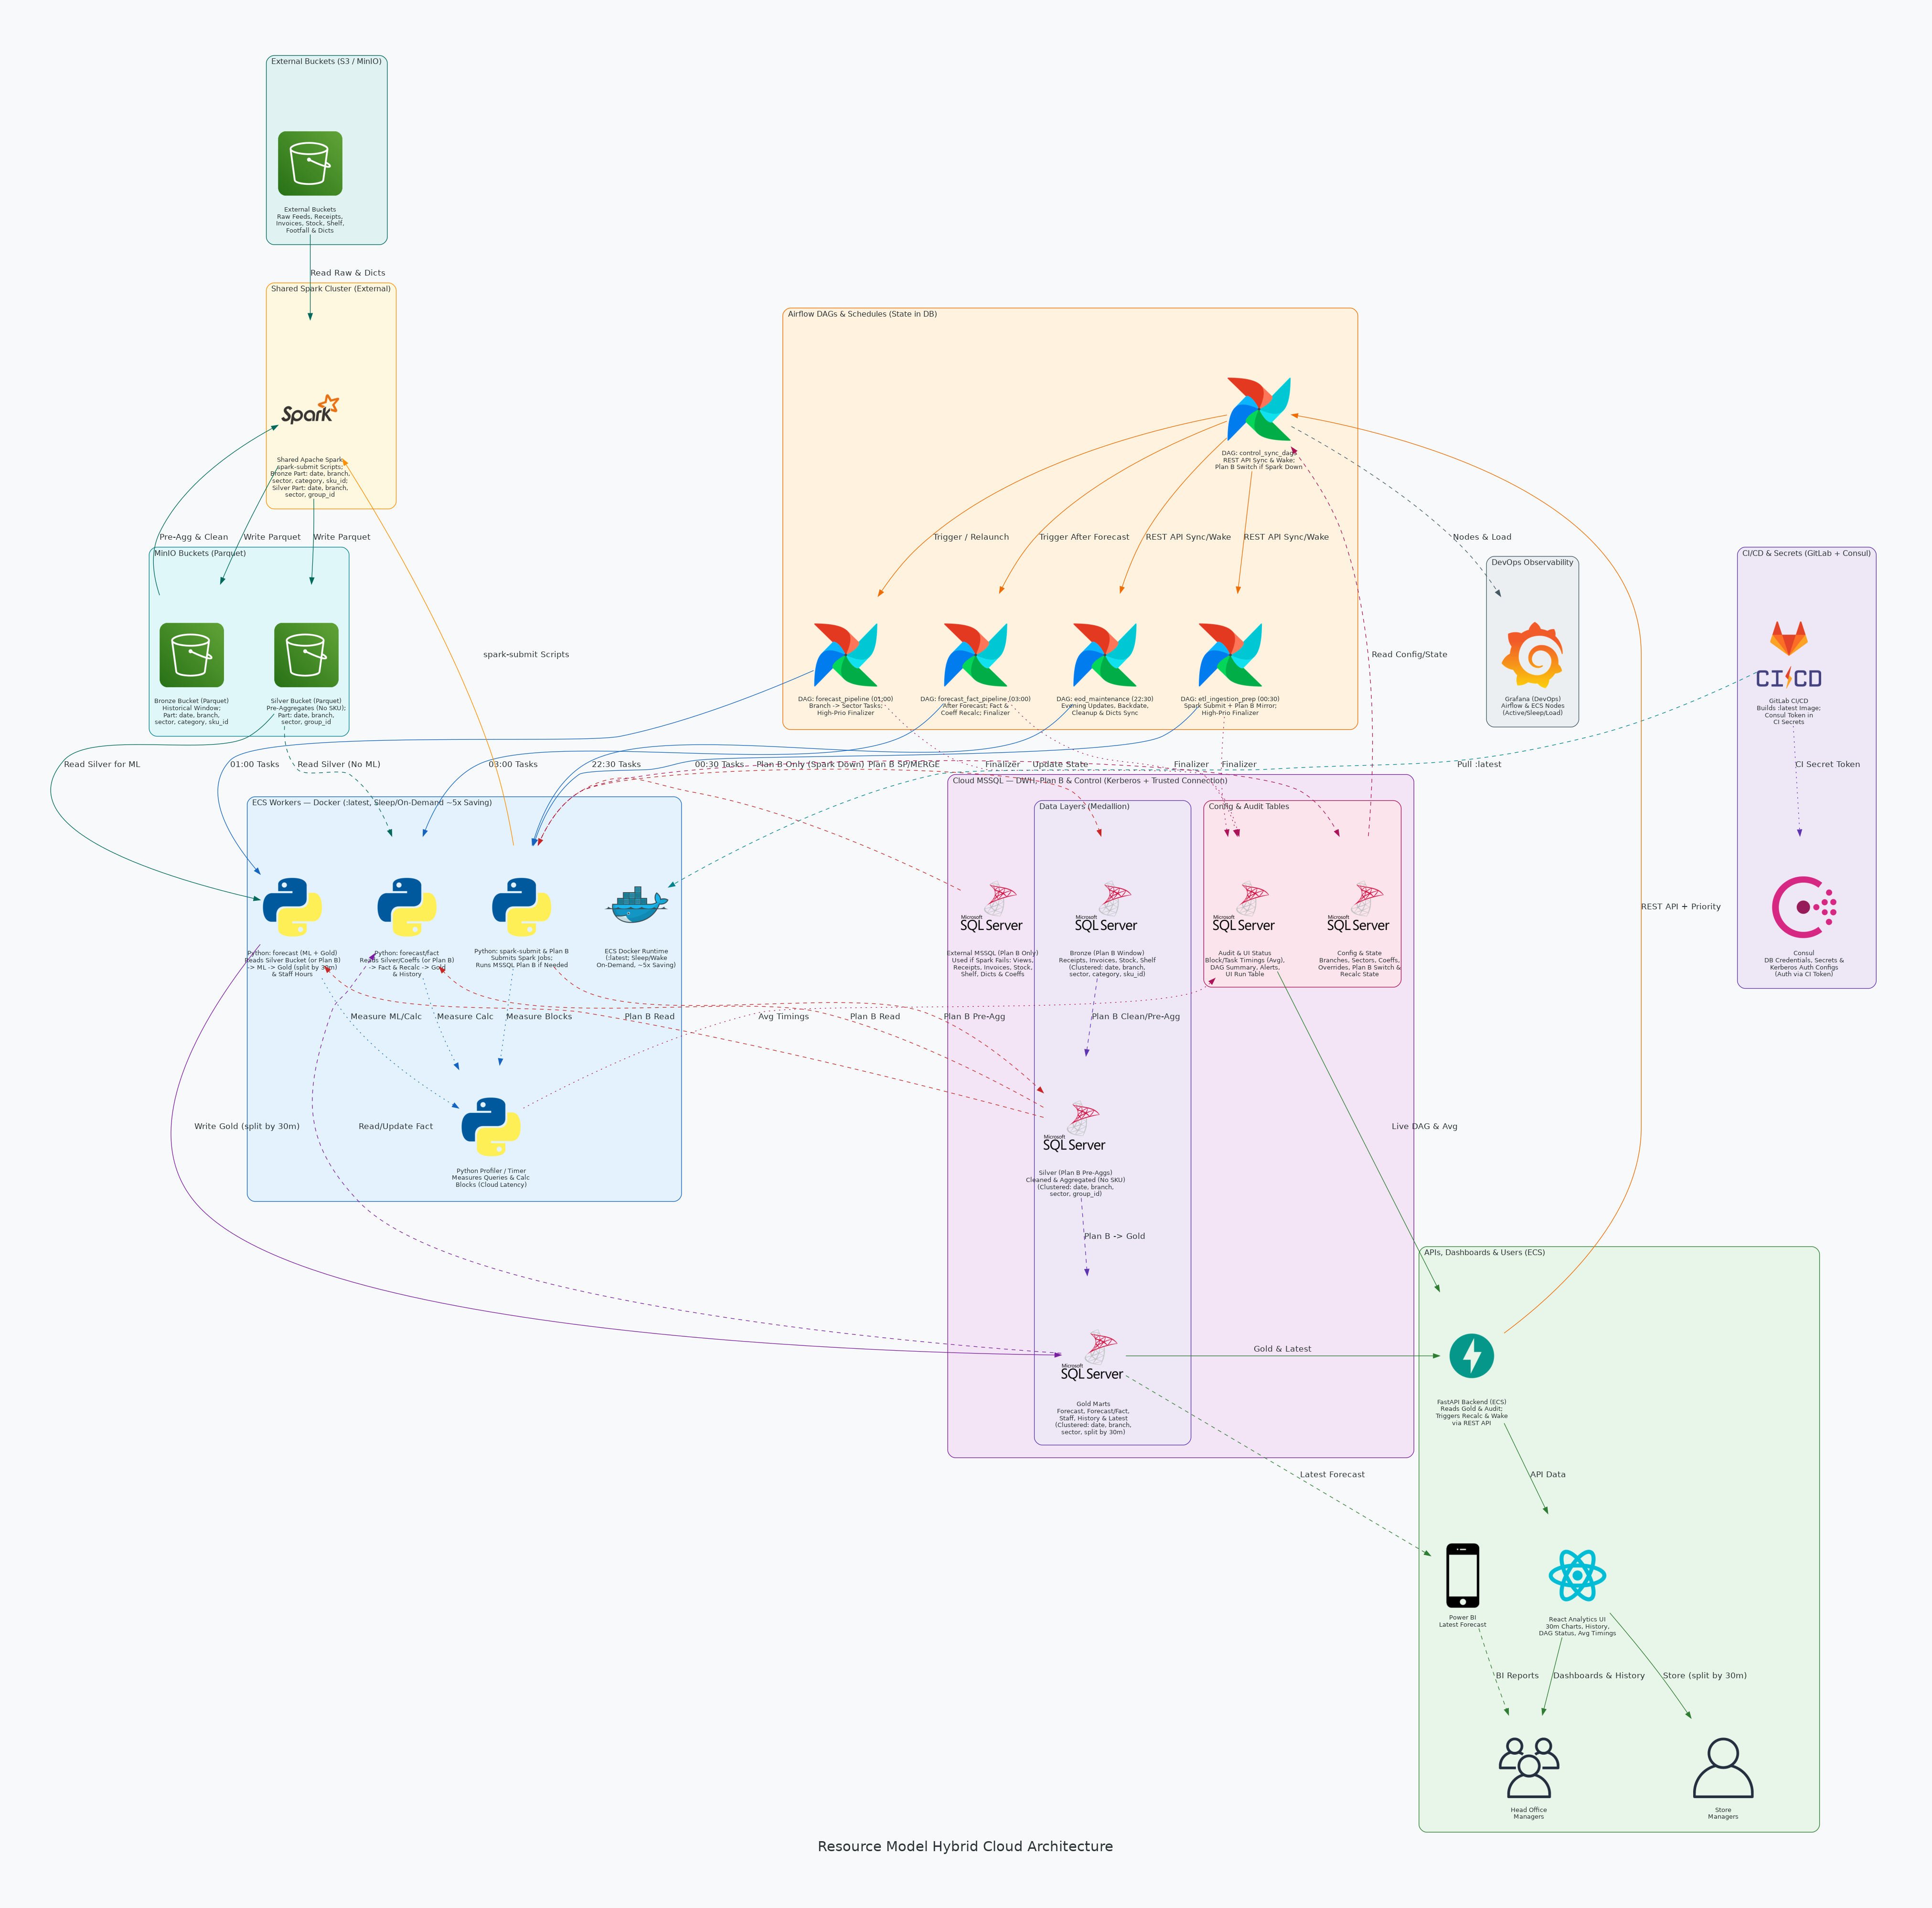 External Buckets (S3 / MinIO)
External Buckets
Raw Feeds, Receipts,
Invoices, Stock, Shelf,
Footfall & Dicts
Read Raw & Dicts
Shared Spark Cluster (External)
Spark
Shared Apache Spark
spark-submit Scripts;
Bronze Part: date, branch,
sector, category, sku_id;
Silver Part: date, branch,
sector, group_id
Pre-Agg & Clean
Write Parquet
Write Parquet
MinIO Buckets (Parquet)
Bronze Bucket (Parquet)
Historical Window;
Part: date, branch,
sector, category, sku_id
Silver Bucket (Parquet)
Pre-Aggregates (No SKU);
Part: date, branch,
sector, group_id
spark-submit Scripts
Airflow DAGs & Schedules (State in DB)
DAG: control_sync_dags
REST API Sync & Wake;
Plan B Switch if Spark Down
Trigger / Relaunch
Trigger After Forecast
REST API Sync/Wake
REST API Sync/Wake
DAG: forecast_pipeline (01:00)
Branch -> Sector Tasks;
High-Prio Finalizer
DAG: forecast_fact_pipeline (03:00)
After Forecast; Fact &
Coeff Recalc; Finalizer
DAG: eod_maintenance (22:30)
Evening Updates, Backdate,
Cleanup & Dicts Sync
DAG: etl_ingestion_prep (00:30)
Spark Submit + Plan B Mirror;
High-Prio Finalizer
Read Config/State
Nodes & Load
DevOps Observability
Grafana (DevOps)
Airflow & ECS Nodes
(Active/Sleep/Load)
CI/CD & Secrets (GitLab + Consul)
CI CD
GitLab CI/CD
Builds :latest Image;
Consul Token in
CI Secrets
CI Secret Token
Consul
DB Credentials, Secrets &
Kerberos Auth Configs
(Auth via CI Token)
Read Silver for ML
01:00 Tasks
Read Silver (No ML)
03:00 Tasks
22:30 Tasks
00:30 Tasks
Plan B Only (Spark Down)
Plan B SP/MERGE
Finalizer
Update State
Finalizer
Finalizer
Pull :latest
ECS Workers — Docker (:latest, Sleep/On-Demand ~5x Saving)
Python: forecast (ML + Gold)
Reads Silver Bucket (or Plan B)
-> ML -> Gold (split by 30m)
& Staff Hours
Python: forecast/fact
Reads Silver/Coeffs (or Plan B)
-> Fact & Recalc -> Gold
& History
Python: spark-submit & Plan B
Submits Spark Jobs;
Runs MSSQL Plan B if Needed
ECS Docker Runtime
(:latest; Sleep/Wake
On-Demand, ~5x Saving)
Measure ML/Calc
Measure Calc
Measure Blocks
Plan B Read
Avg Timings
Plan B Read
Plan B Pre-Agg
Python Profiler / Timer
Measures Queries & Calc
Blocks (Cloud Latency)
Write Gold (split by 30m)
Read/Update Fact
Cloud MSSQL — DWH, Plan B & Control (Kerberos + Trusted Connection)
Microsoft
SQL Server
External MSSQL (Plan B Only)
Used if Spark Fails: Views,
Receipts, Invoices, Stock,
Shelf, Dicts & Coeffs
Data Layers (Medallion)
Microsoft
SQL Server
Bronze (Plan B Window)
Receipts, Invoices, Stock, Shelf
(Clustered: date, branch,
sector, category, sku_id)
Plan B Clean/Pre-Agg
Microsoft
SQL Server
Silver (Plan B Pre-Aggs)
Cleaned & Aggregated (No SKU)
(Clustered: date, branch,
sector, group_id)
Plan B -> Gold
Microsoft
SQL Server
Gold Marts
Forecast, Forecast/Fact,
Staff, History & Latest
(Clustered: date, branch,
sector, split by 30m)
Config & Audit Tables
Microsoft
SQL Server
Audit & UI Status
Block/Task Timings (Avg),
DAG Summary, Alerts,
UI Run Table
Microsoft
SQL Server
Config & State
Branches, Sectors, Coeffs,
Overrides, Plan B Switch &
Recalc State
REST API + Priority
Live DAG & Avg
Gold & Latest
Latest Forecast
APIs, Dashboards & Users (ECS)
FastAPI Backend (ECS)
Reads Gold & Audit;
Triggers Recalc & Wake
via REST API
API Data
Power BI
Latest Forecast
React Analytics UI
30m Charts, History,
DAG Status, Avg Timings
BI Reports
Dashboards & History
Store (split by 30m)
Head Office
Managers
Store
Managers
Resource Model Hybrid Cloud Architecture